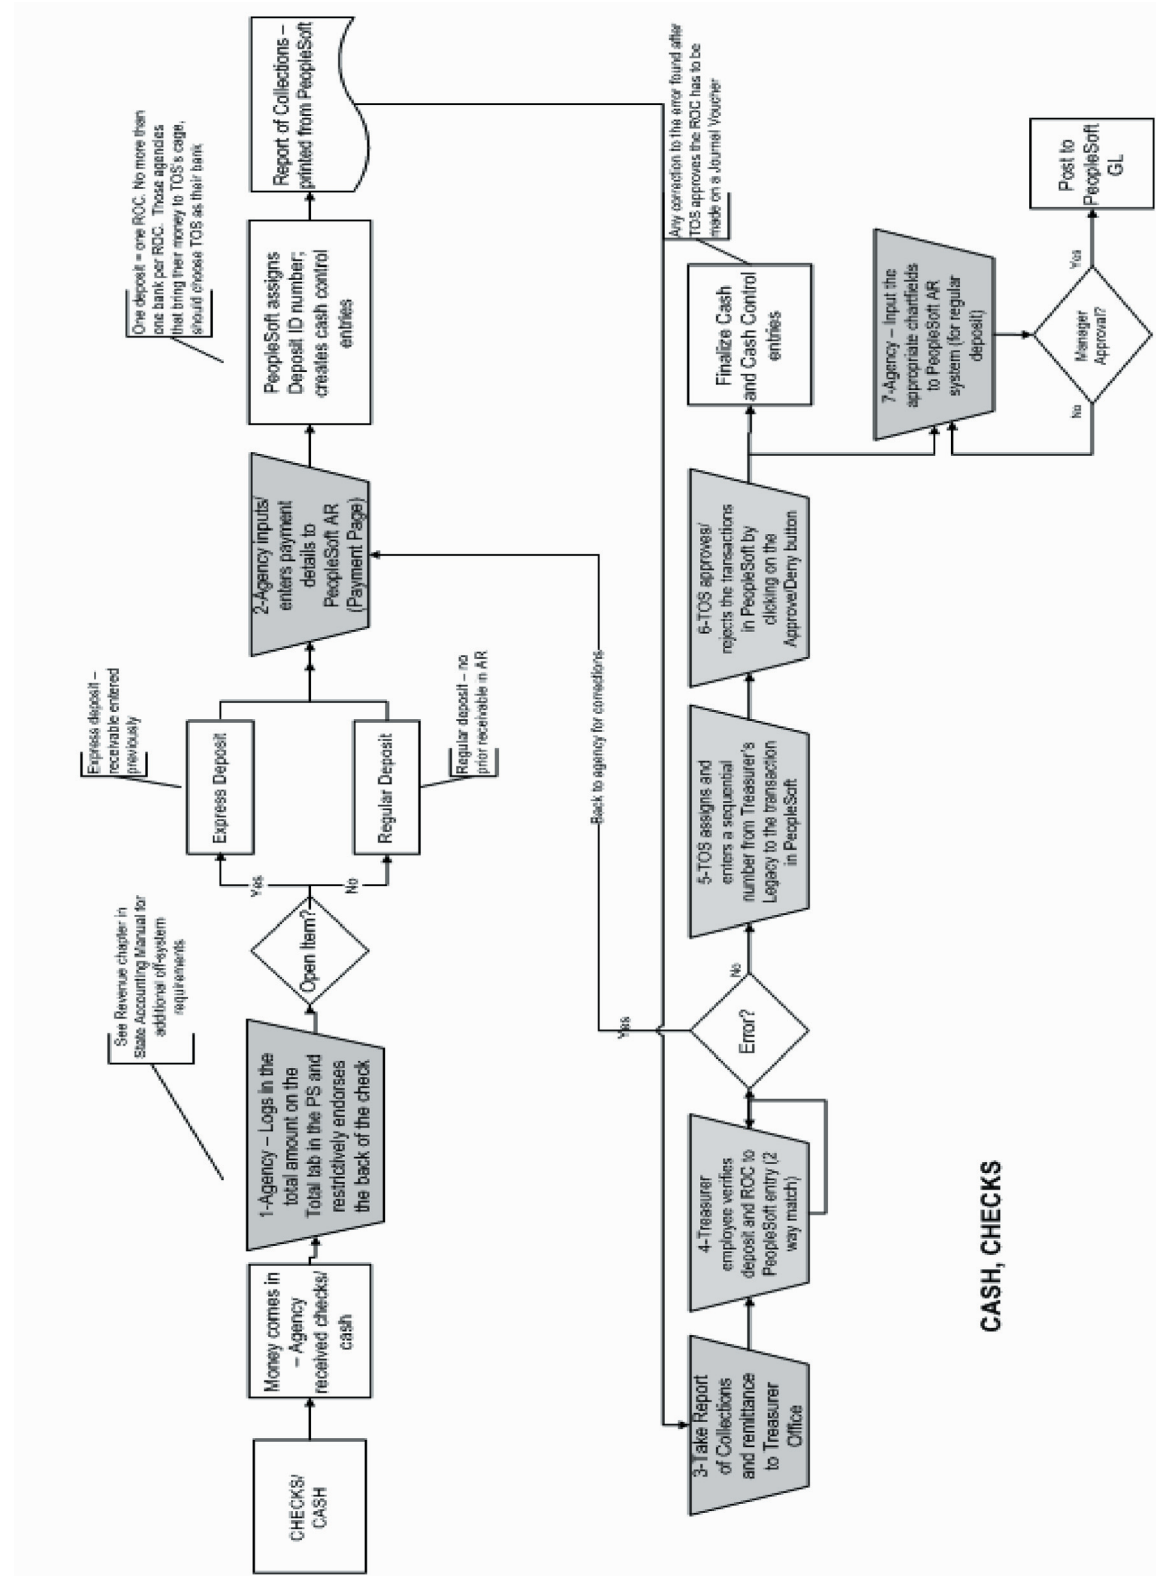 CHECKS/
CASH
Money comes in
– Agency
received checks/
cash
1-Agency – Logs in the
total amount on the
Total tab in the PS and
restrictively endorses
the back of the check
See Revenue chapter in
State Accounting Manual for
additional off-system
requirements
Open Item?
Yes
No
Express Deposit
Regular Deposit
Express deposit –
receivable entered
previously
Regular deposit – no
prior receivable in AR
2-Agency inputs/
enters payment
details to
PeopleSoft AR
(Payment Page)
PeopleSoft assigns
Deposit ID number;
creates cash control
entries
One deposit = one ROC. No more than
one bank per ROC. Those agencies
that bring their money to TOS's cage,
should choose TOS as their bank
Report of Collections –
printed from PeopleSoft
3-Take Report
of Collections
and remittance
to Treasurer
Office
4-Treasurer
employee verifies
deposit and ROC to
PeopleSoft entry (2
way match)
Error?
Yes
No
Back to agency for corrections
5-TOS assigns and
enters a sequential
number from Treasurer's
Legacy to the transaction
in PeopleSoft
6-TOS approves/
rejects the transactions
in PeopleSoft by
clicking on the
Approve/Deny button
Finalize Cash
and Cash Control
entries
Any correction to the error found after
TOS approves the ROC has to be
made on a Journal Voucher
7-Agency – Input the
appropriate chartfields
to PeopleSoft AR
system (for regular
deposit)
Manager
Approval?
No
Yes
Post to
PeopleSoft
GL
CASH, CHECKS